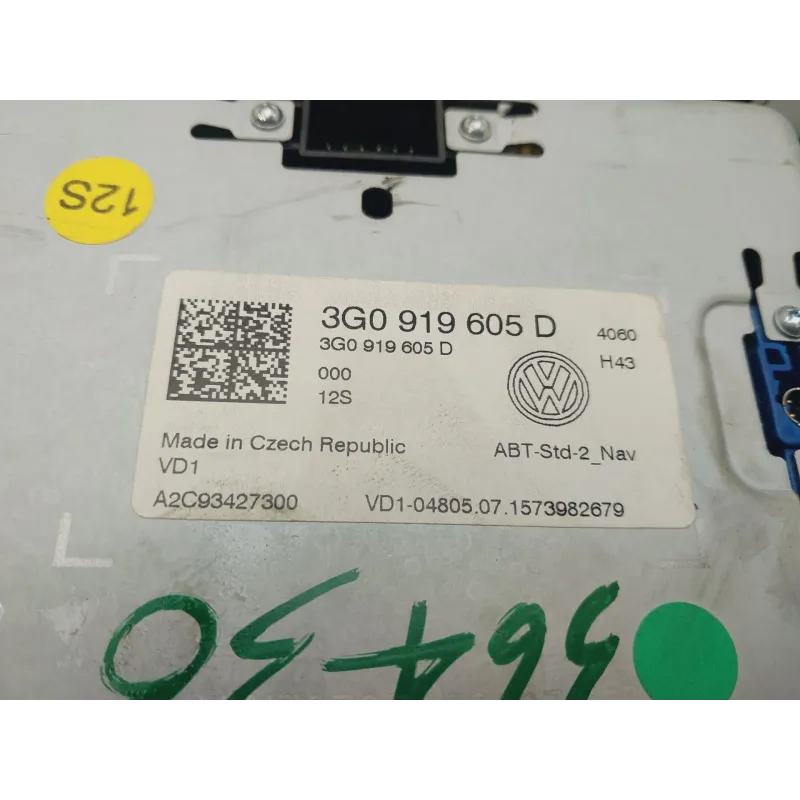 12S
3G0 919 605 D 4060
3G0 919 605 D H43
000
12S
Made in Czech Republic ABT-Std-2_Nav
VD1
A2C93427300 VD1-04805.07.1573982679